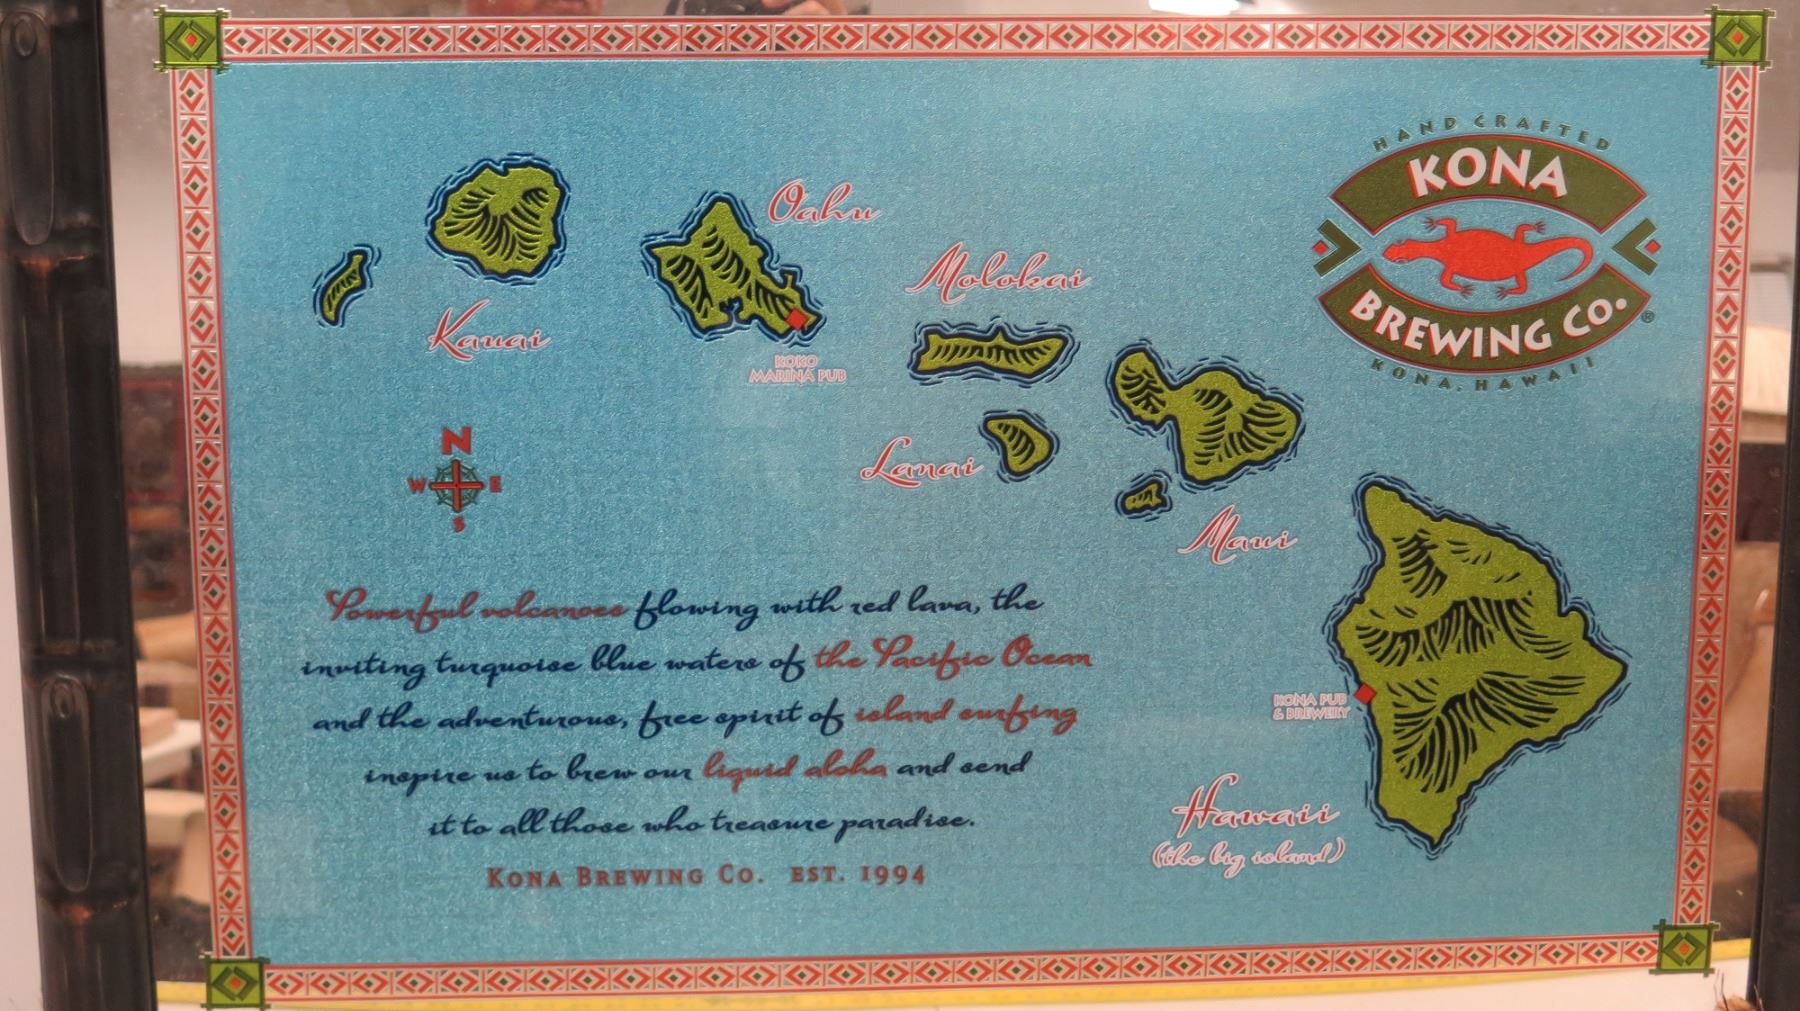 HAND CRAFTED
KONA
BREWING CO.®
KONA, HAWAII
Kauai
Oahu
KOKO
MARINA PUB
Molokai
Lanai
Maui
N
W E
S
KONA PUB
& BREWERY
Hawaii
(the big island)
Powerful volcanoes flowing with red lava, the
inviting turquoise blue waters of the Pacific Ocean
and the adventurous, free spirit of island surfing
inspire us to brew our liquid aloha and send
it to all those who treasure paradise.
KONA BREWING CO. EST. 1994